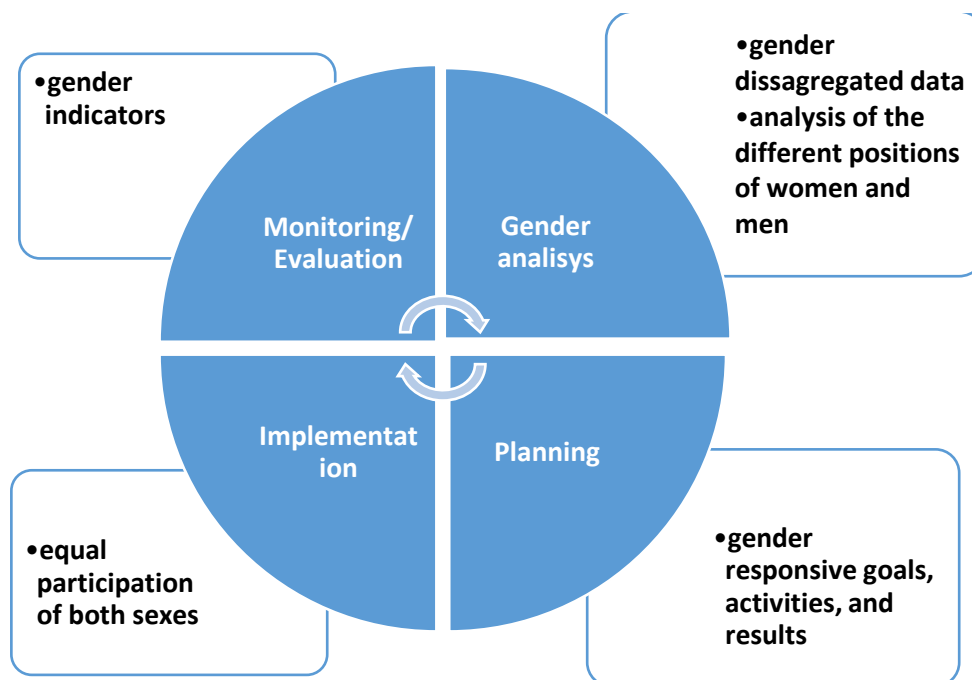 •gender
indicators
•gender
dissagregated data
•analysis of the
different positions
of women and
men
Monitoring/
Evaluation
Gender
analisys
Implementat
ion
Planning
•equal
participation
of both sexes
•gender
responsive goals,
activities, and
results